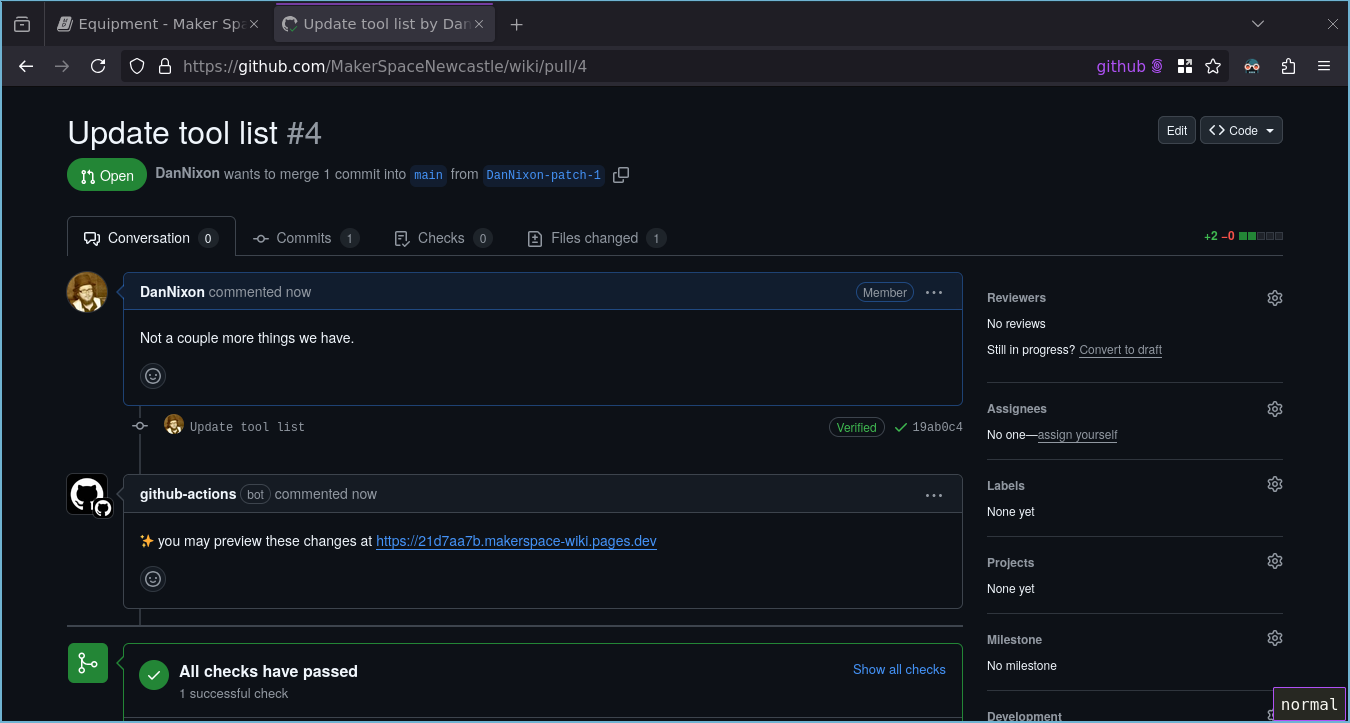 Equipment - Maker Spa
Update tool list by Dan
https://github.com/MakerSpaceNewcastle/wiki/pull/4
github
Update tool list #4
Edit
Code
Open
DanNixon wants to merge 1 commit into main from DanNixon-patch-1
Conversation 0
Commits 1
Checks 0
Files changed 1
+2 −0
DanNixon commented now
Member
Not a couple more things we have.
Update tool list
Verified
19ab0c4
github-actions bot commented now
✨ you may preview these changes at https://21d7aa7b.makerspace-wiki.pages.dev
All checks have passed
Show all checks
1 successful check
Reviewers
No reviews
Still in progress? Convert to draft
Assignees
No one—assign yourself
Labels
None yet
Projects
None yet
Milestone
No milestone
Development
normal